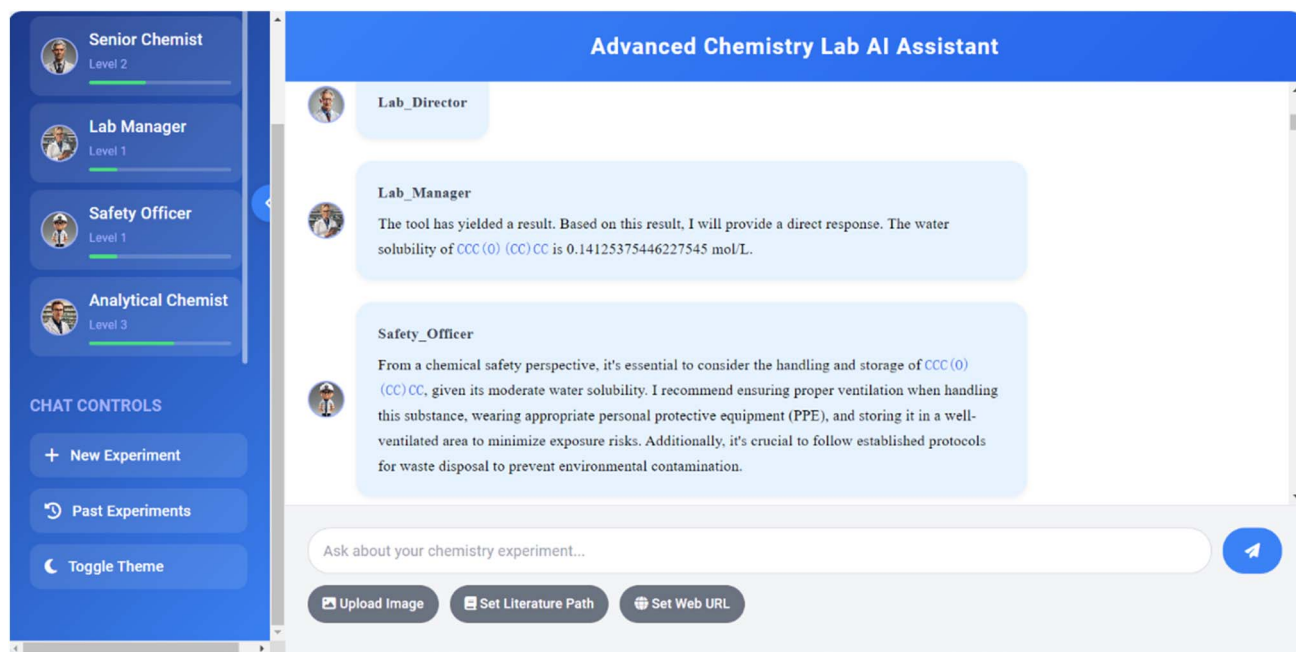 Senior Chemist
Level 2
Lab Manager
Level 1
Safety Officer
Level 1
Analytical Chemist
Level 3
CHAT CONTROLS
New Experiment
Past Experiments
Toggle Theme
Advanced Chemistry Lab AI Assistant
Lab_Director
Lab_Manager
The tool has yielded a result. Based on this result, I will provide a direct response. The water
solubility of CCC(O)(CC)CC is 0.14125375446227545 mol/L.
Safety_Officer
From a chemical safety perspective, it's essential to consider the handling and storage of CCC(O)
(CC)CC, given its moderate water solubility. I recommend ensuring proper ventilation when handling
this substance, wearing appropriate personal protective equipment (PPE), and storing it in a well-
ventilated area to minimize exposure risks. Additionally, it's crucial to follow established protocols
for waste disposal to prevent environmental contamination.
Ask about your chemistry experiment...
Upload Image
Set Literature Path
Set Web URL